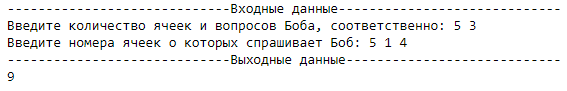 -----------------------------Входные данные-----------------------------
Введите количество ячеек и вопросов Боба, соответственно: 5 3
Введите номера ячеек о которых спрашивает Боб: 5 1 4
-----------------------------Выходные данные----------------------------
9